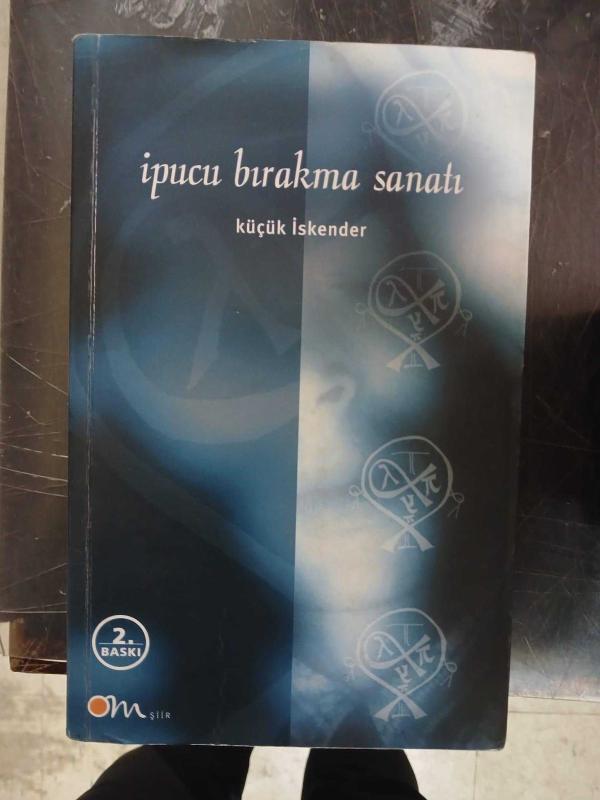 ipucu bırakma sanatı
küçük İskender
2.
BASKI
om
ŞİİR